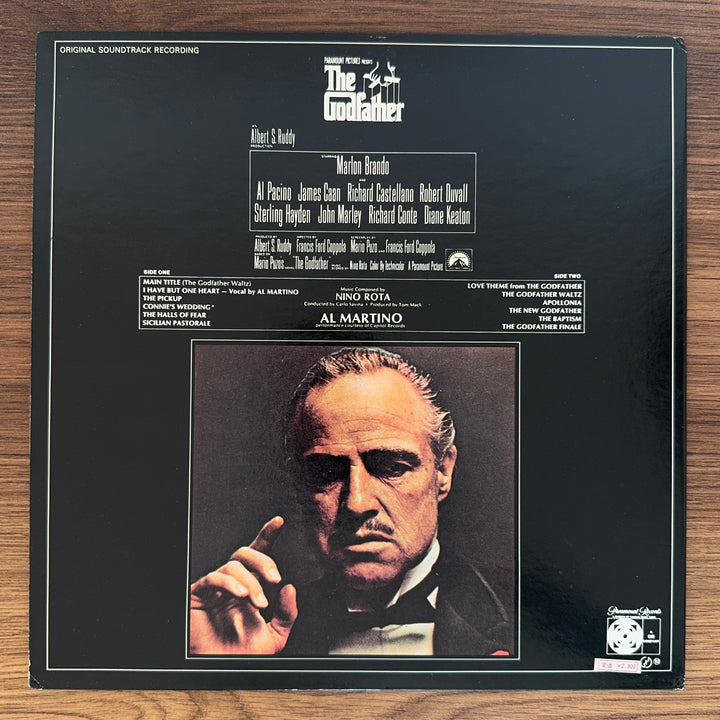 ORIGINAL SOUNDTRACK RECORDING
PARAMOUNT PICTURES PRESENTS
The
Godfather
AN
Albert S. Ruddy
PRODUCTION
STARRING
Marlon Brando
AND
Al Pacino James Caan Richard Castellano Robert Duvall
Sterling Hayden John Marley Richard Conte Diane Keaton
PRODUCED BY DIRECTED BY SCREENPLAY BY
Albert S. Ruddy Francis Ford Coppola Mario Puzo AND Francis Ford Coppola
BASED ON
Mario Puzo's NOVEL "The Godfather" Nino Rota Color By Technicolor A Paramount Picture
SIDE ONE
MAIN TITLE (The Godfather Waltz)
I HAVE BUT ONE HEART – Vocal by AL MARTINO
THE PICKUP
CONNIE'S WEDDING*
THE HALLS OF FEAR
SICILIAN PASTORALE
Music Composed by
NINO ROTA
Conducted by Carlo Savina • Produced by Tom Mack
AL MARTINO
performance courtesy of Capitol Records
SIDE TWO
LOVE THEME from THE GODFATHER
THE GODFATHER WALTZ
APOLLONIA
THE NEW GODFATHER
THE BAPTISM
THE GODFATHER FINALE
Paramount Records
定価 ¥2,300